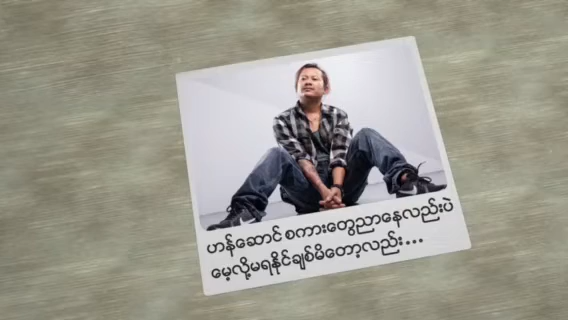 ဟန်ဆောင် စကားတွေညာနေလည်းပဲ
မေ့လို့မရနိုင်ချစ်မိတော့လည်း...